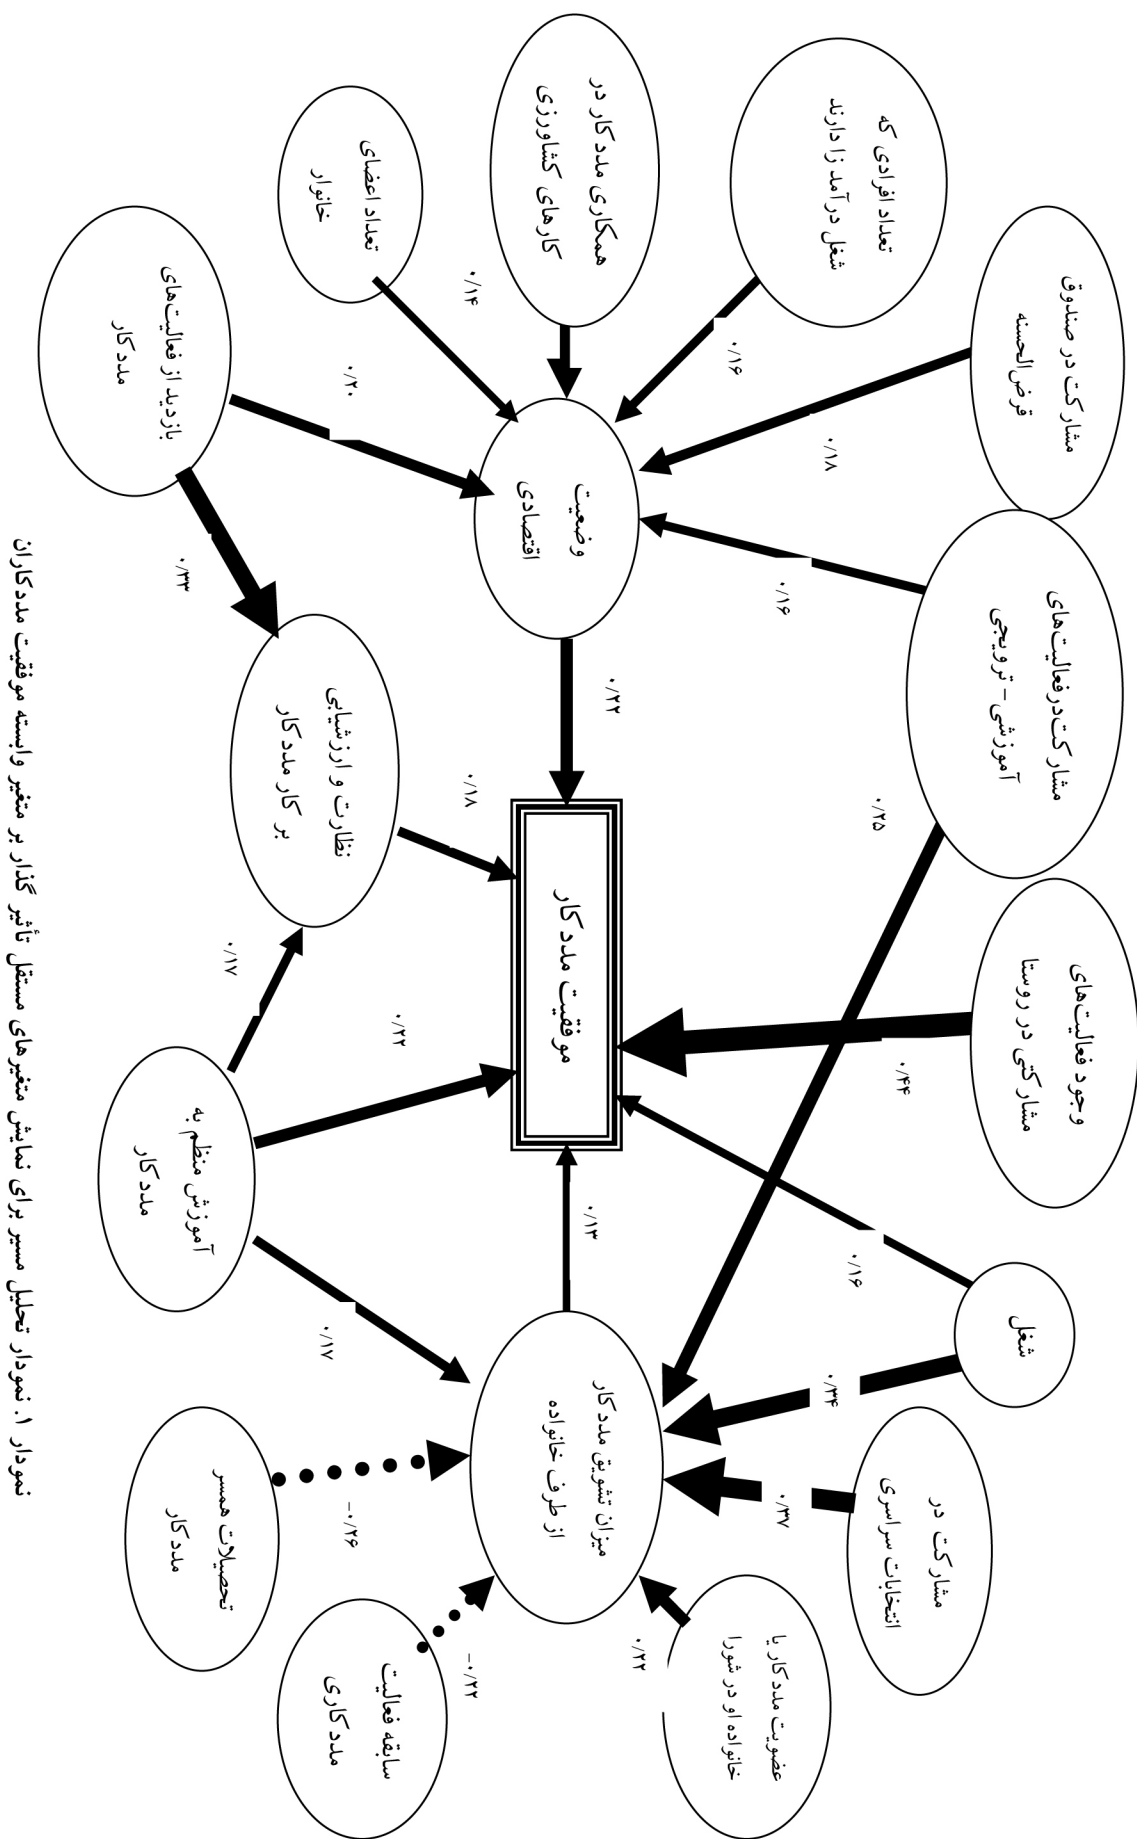 مشارکت در
انتخابات سراسری
شغل
وجود فعالیت‌های
مشارکتی در روستا
مشارکت درفعالیت‌های
آموزشی - ترویجی
مشارکت در صندوق
قرض‌الحسنه
تعداد افرادی که
شغل درآمد زا دارند
عضویت مددکار یا
خانواده او در شورا
۰/۴۴
۰/۲۵
۰/۱۶
۰/۳۴
۰/۱۸
۰/۳۷
۰/۱۶
۰/۱۶
۰/۲۲
۰/۲۲
۰/۱۳
میزان تشویق مددکار
از طرف خانواده
موفقیت مددکار
وضعیت
اقتصادی
همکاری مددکار در
کارهای کشاورزی
-۰/۲۲
۰/۱۸
۰/۱۴
۰/۲۲
سابقه فعالیت
مددکاری
-۰/۲۶
۰/۲۰
۰/۱۷
نظارت و ارزشیابی
بر کار مددکار
تعداد اعضای
خانوار
تحصیلات همسر
مددکار
۰/۱۷
آموزش منظم به
مددکار
۰/۳۳
بازدید از فعالیت‌های
مددکار
نمودار ۱. نمودار تحلیل مسیر برای نمایش متغیرهای مستقل تأثیر گذار بر متغیر وابسته موفقیت مددکاران